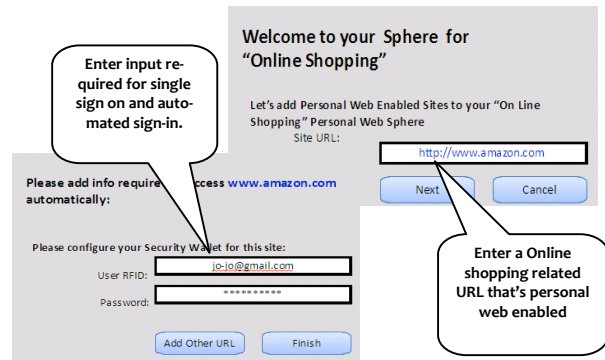 Welcome to your Sphere for
“Online Shopping”
Let’s add Personal Web Enabled Sites to your “On Line
Shopping” Personal Web Sphere
Site URL:
http://www.amazon.com
Next
Cancel
Enter a Online
shopping related
URL that’s personal
web enabled
Enter input re-
quired for single
sign on and auto-
mated sign-in.
Please add info require ccess www.amazon.com
automatically:
Please configure your Security Wallet for this site:
User RFID:
jo-jo@gmail.com
Password:
**********
Add Other URL
Finish